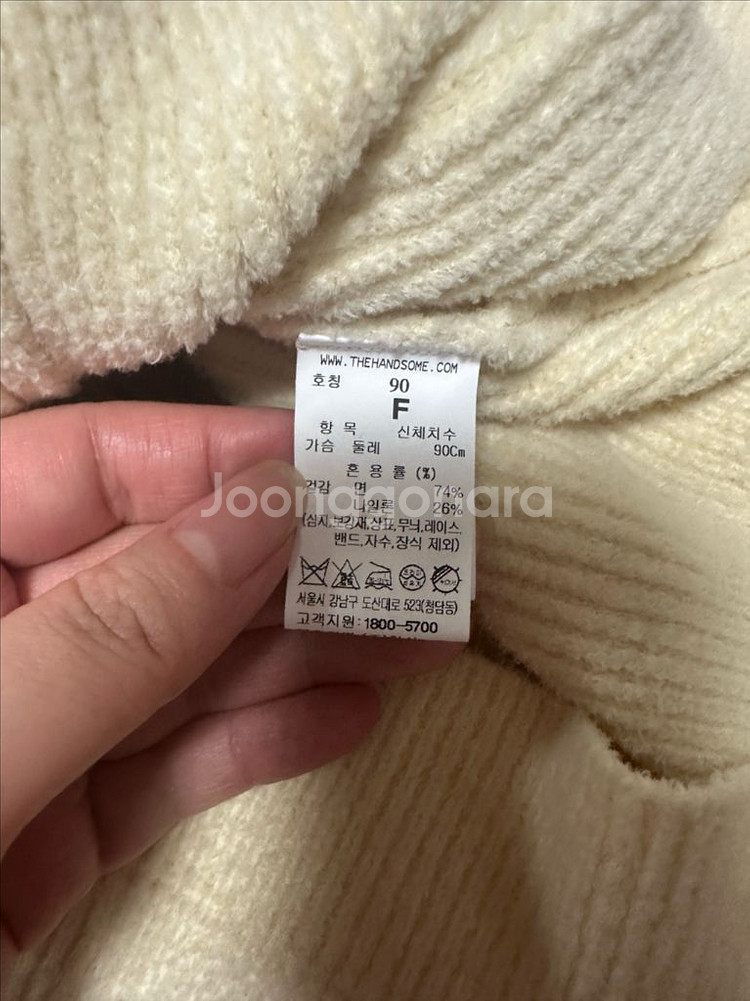 WWW.THEHANDSOME.COM
호칭 90
F
항 목 신체치수
가슴 둘레 90Cm
혼 용 률 (%)
겉감 면 74%
나일론 26%
(심지,보강재,상표,무늬,레이스,
밴드,자수,장식 제외)
서울시 강남구 도산대로 523(청담동)
고객지원:1800-5700
Joonggonara